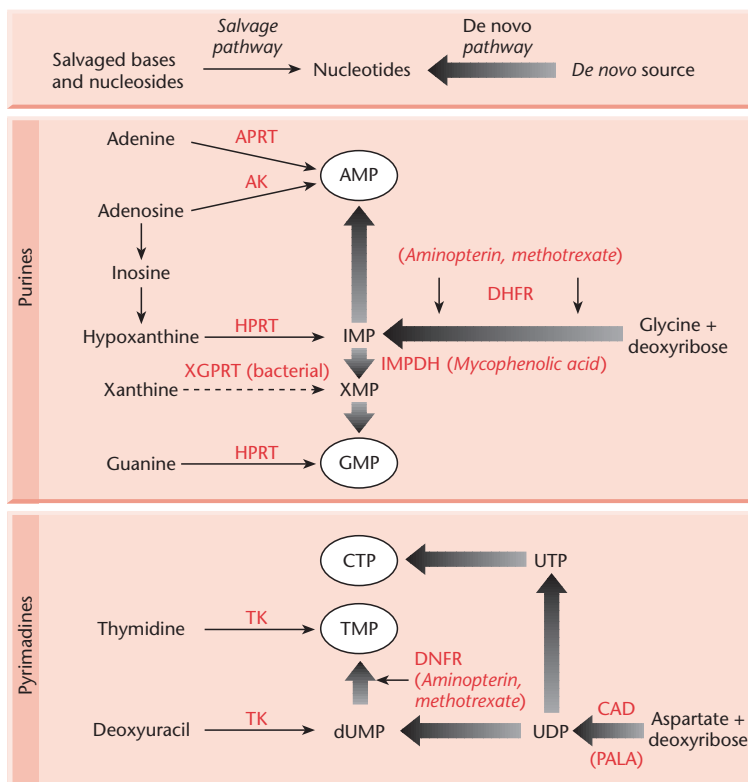 Salvage
pathway
De novo
pathway
Salvaged bases
and nucleosides
Nucleotides
De novo source
Purines
Adenine
APRT
AMP
AK
Adenosine
Inosine
(Aminopterin, methotrexate)
DHFR
Hypoxanthine
HPRT
IMP
Glycine +
deoxyribose
IMPDH (Mycophenolic acid)
XGPRT (bacterial)
Xanthine
XMP
Guanine
HPRT
GMP
Pyrimadines
CTP
UTP
Thymidine
TK
TMP
DNFR
(Aminopterin,
methotrexate)
Deoxyuracil
TK
dUMP
UDP
CAD
(PALA)
Aspartate +
deoxyribose